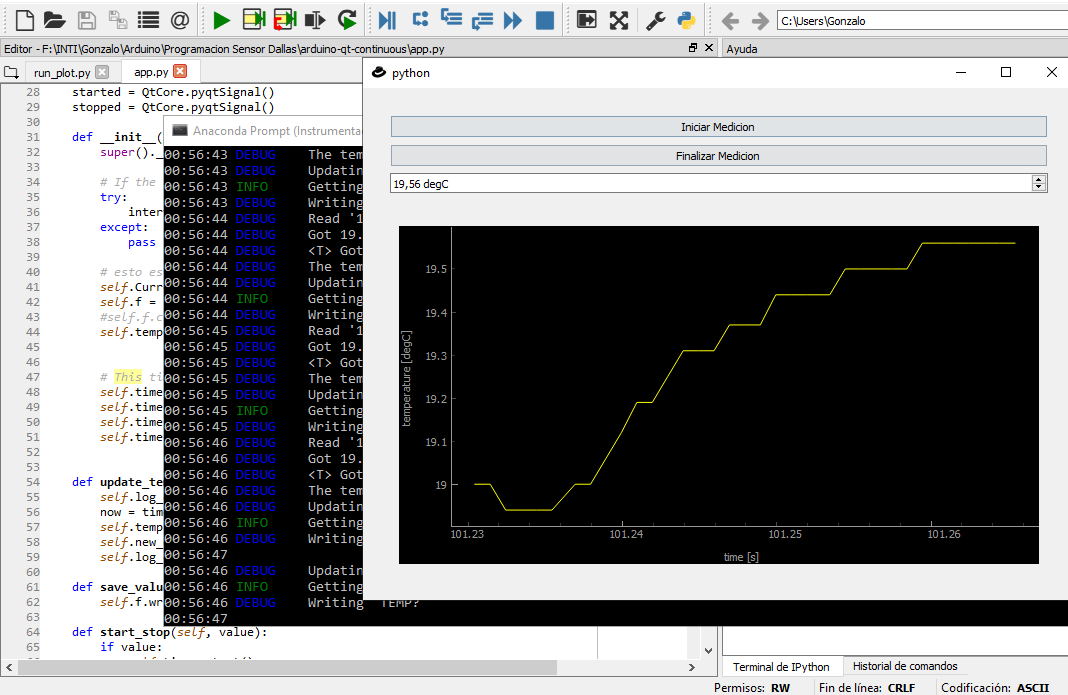 C:\Users\Gonzalo
Editor - F:\INTI\Gonzalo\Arduino\Programacion Sensor Dallas\arduino-qt-continuous\app.py
Ayuda
run_plot.py
app.py
28 started = QtCore.pyqtSignal()
29 stopped = QtCore.pyqtSignal()
30
31 def __init__(
32 super()._
33
34 # If the
35 try:
36 inter
37 except:
38 pass
39
40 # esto es
41 self.Curr
42 self.f =
43 #self.f.c
44 self.temp
45
46
47 # This ti
48 self.time
49 self.time
50 self.time
51 self.time
52
53
54 def update_te
55 self.log_
56 now = tim
57 self.temp
58 self.new_
59 self.log_
60
61 def save_valu
62 self.f.wr
63
64 def start_stop(self, value):
65 if value:
Anaconda Prompt (Instrumenta
00:56:43 DEBUG The tem
00:56:43 DEBUG Updatin
00:56:43 INFO Getting
00:56:43 DEBUG Writing
00:56:44 DEBUG Read '1
00:56:44 DEBUG Got 19.
00:56:44 DEBUG <T> Got
00:56:44 DEBUG The tem
00:56:44 DEBUG Updatin
00:56:44 INFO Getting
00:56:44 DEBUG Writing
00:56:45 DEBUG Read '1
00:56:45 DEBUG Got 19.
00:56:45 DEBUG <T> Got
00:56:45 DEBUG The tem
00:56:45 DEBUG Updatin
00:56:45 INFO Getting
00:56:45 DEBUG Writing
00:56:46 DEBUG Read '1
00:56:46 DEBUG Got 19.
00:56:46 DEBUG <T> Got
00:56:46 DEBUG The tem
00:56:46 DEBUG Updatin
00:56:46 INFO Getting
00:56:46 DEBUG Writing
00:56:47
00:56:46 DEBUG Updatin
00:56:46 INFO Getting
00:56:46 DEBUG Writing TEMP?
00:56:47
python
Iniciar Medicion
Finalizar Medicion
19,56 degC
19.5
19.4
19.3
19.2
19.1
19
temperature [degC]
101.23 101.24 101.25 101.26
time [s]
Terminal de IPython
Historial de comandos
Permisos: RW Fin de línea: CRLF Codificación: ASCII